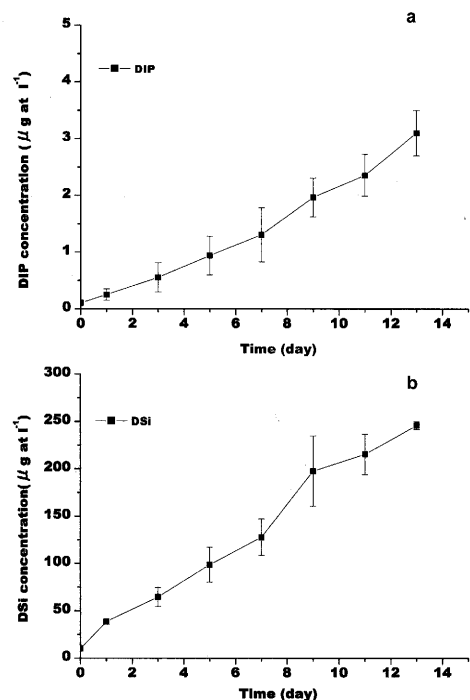 a
5
4
3
2
1
0
DIP
DIP concentration ( μ g at l⁻¹)
0 2 4 6 8 10 12 14
Time (day)
b
300
250
200
150
100
50
0
DSi
DSi concentration( μ g at l⁻¹)
0 2 4 6 8 10 12 14
Time (day)